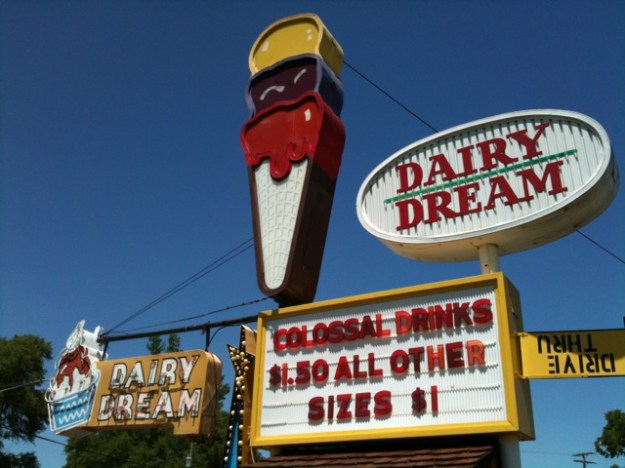 DAIRY
DREAM
COLOSSAL DRINKS
$1.50 ALL OTHER
SIZES $1
DRIVE
THRU
DAIRY
DREAM